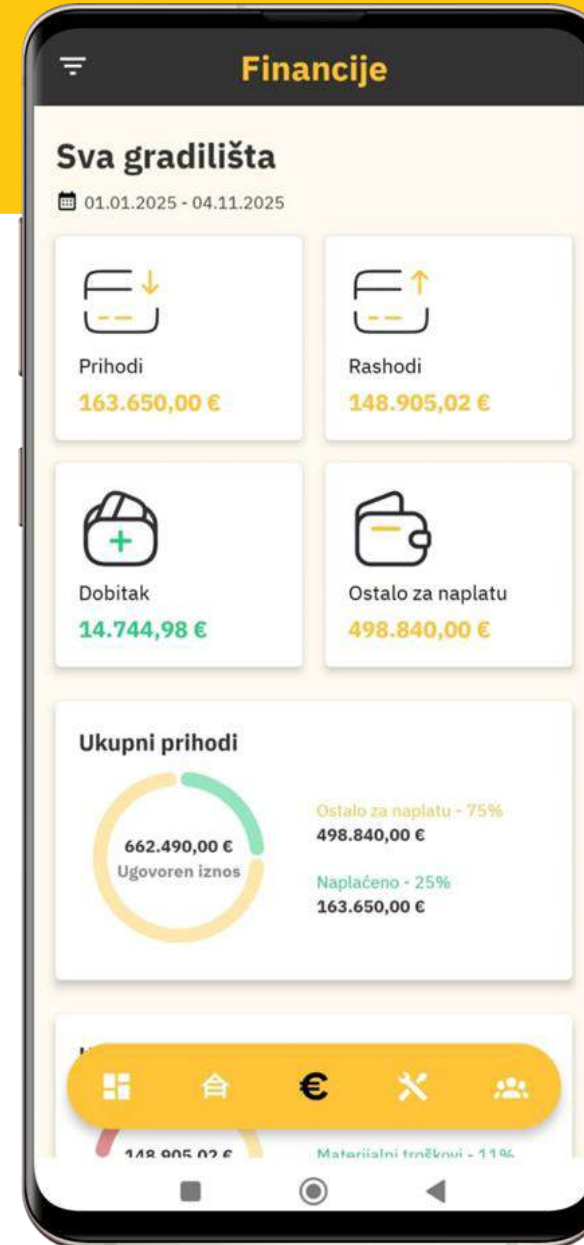 Financije
Sva gradilišta
01.01.2025 - 04.11.2025
Prihodi
163.650,00 €
Rashodi
148.905,02 €
Dobitak
14.744,98 €
Ostalo za naplatu
498.840,00 €
Ukupni prihodi
662.490,00 €
Ugovoren iznos
Ostalo za naplatu - 75%
498.840,00 €
Naplaćeno - 25%
163.650,00 €
€
148.905,02 €
Materijalni troškovi - 11%